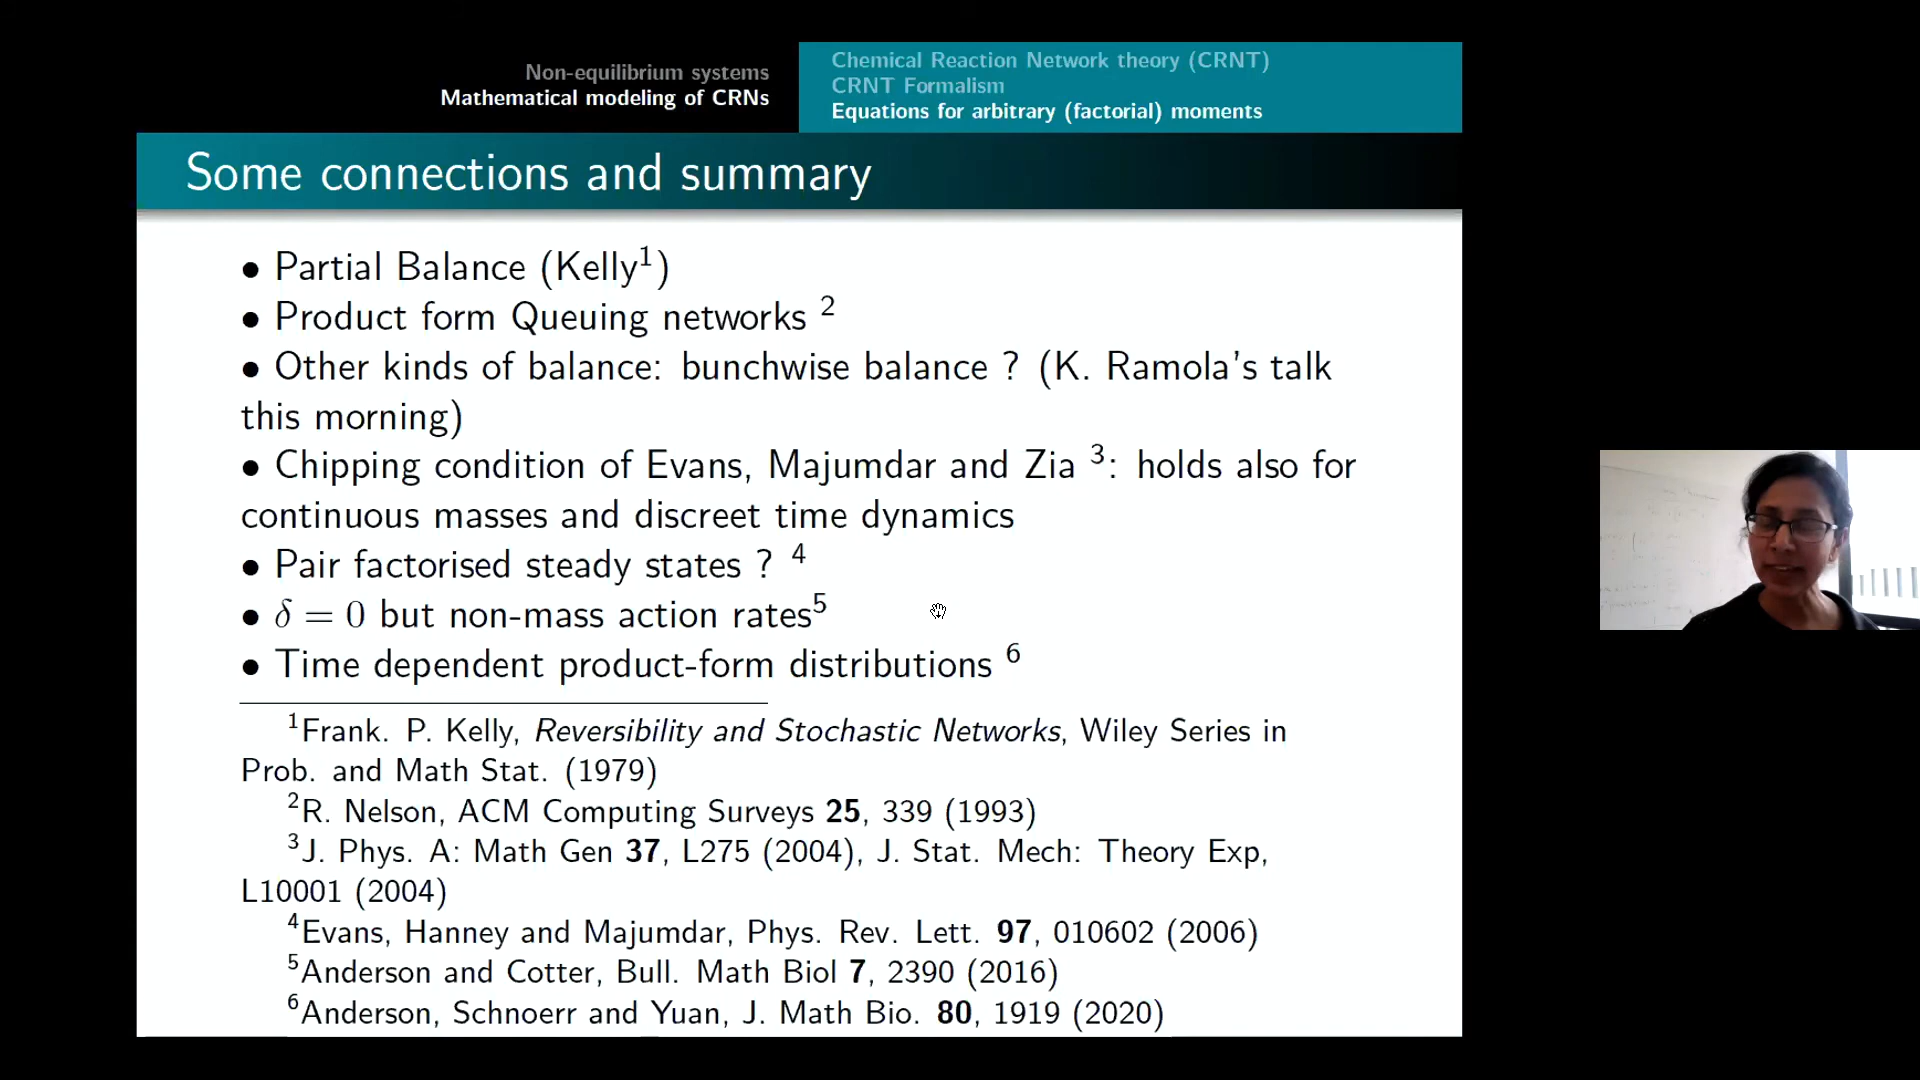 Non-equilibrium systems
Mathematical modeling of CRNs
Chemical Reaction Network theory (CRNT)
CRNT Formalism
Equations for arbitrary (factorial) moments
Some connections and summary
• Partial Balance (Kelly¹)
• Product form Queuing networks ²
• Other kinds of balance: bunchwise balance ? (K. Ramola's talk
this morning)
• Chipping condition of Evans, Majumdar and Zia ³: holds also for
continuous masses and discreet time dynamics
• Pair factorised steady states ? ⁴
• δ = 0 but non-mass action rates⁵
• Time dependent product-form distributions ⁶
¹Frank. P. Kelly, Reversibility and Stochastic Networks, Wiley Series in
Prob. and Math Stat. (1979)
²R. Nelson, ACM Computing Surveys 25, 339 (1993)
³J. Phys. A: Math Gen 37, L275 (2004), J. Stat. Mech: Theory Exp,
L10001 (2004)
⁴Evans, Hanney and Majumdar, Phys. Rev. Lett. 97, 010602 (2006)
⁵Anderson and Cotter, Bull. Math Biol 7, 2390 (2016)
⁶Anderson, Schnoerr and Yuan, J. Math Bio. 80, 1919 (2020)